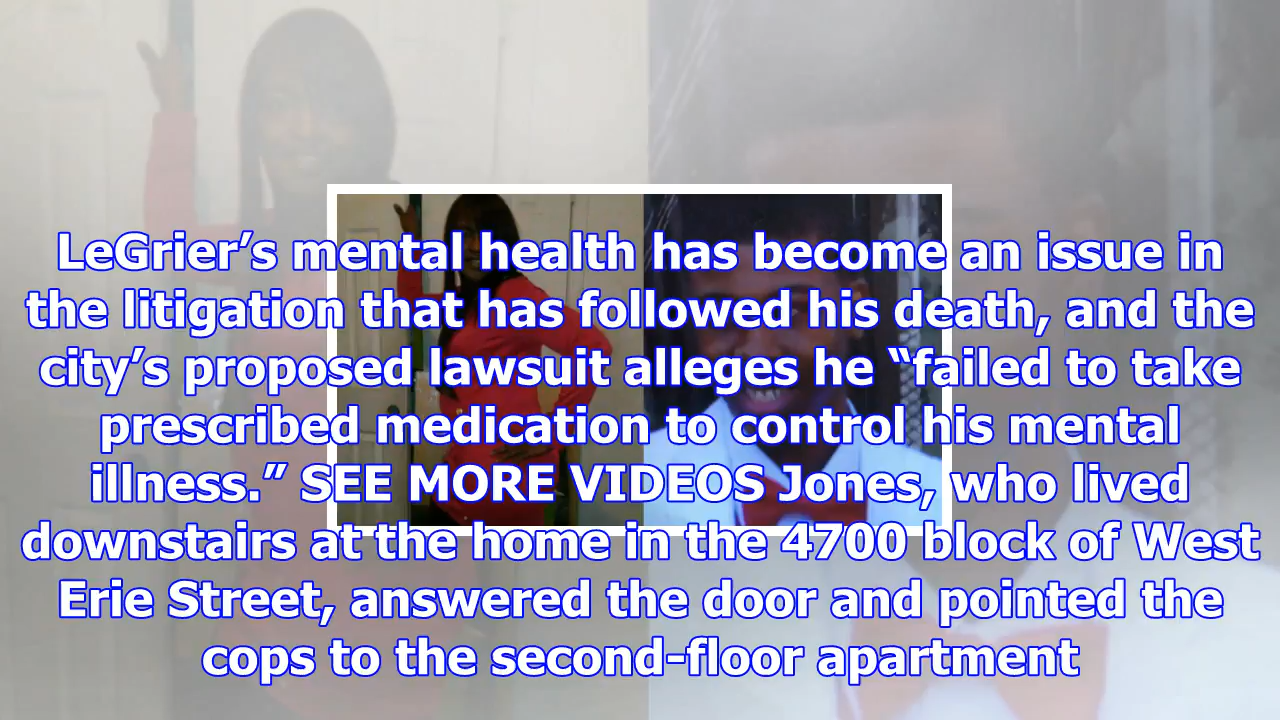 LeGrier’s mental health has become an issue in
the litigation that has followed his death, and the
city’s proposed lawsuit alleges he “failed to take
prescribed medication to control his mental
illness.” SEE MORE VIDEOS Jones, who lived
downstairs at the home in the 4700 block of West
Erie Street, answered the door and pointed the
cops to the second-floor apartment